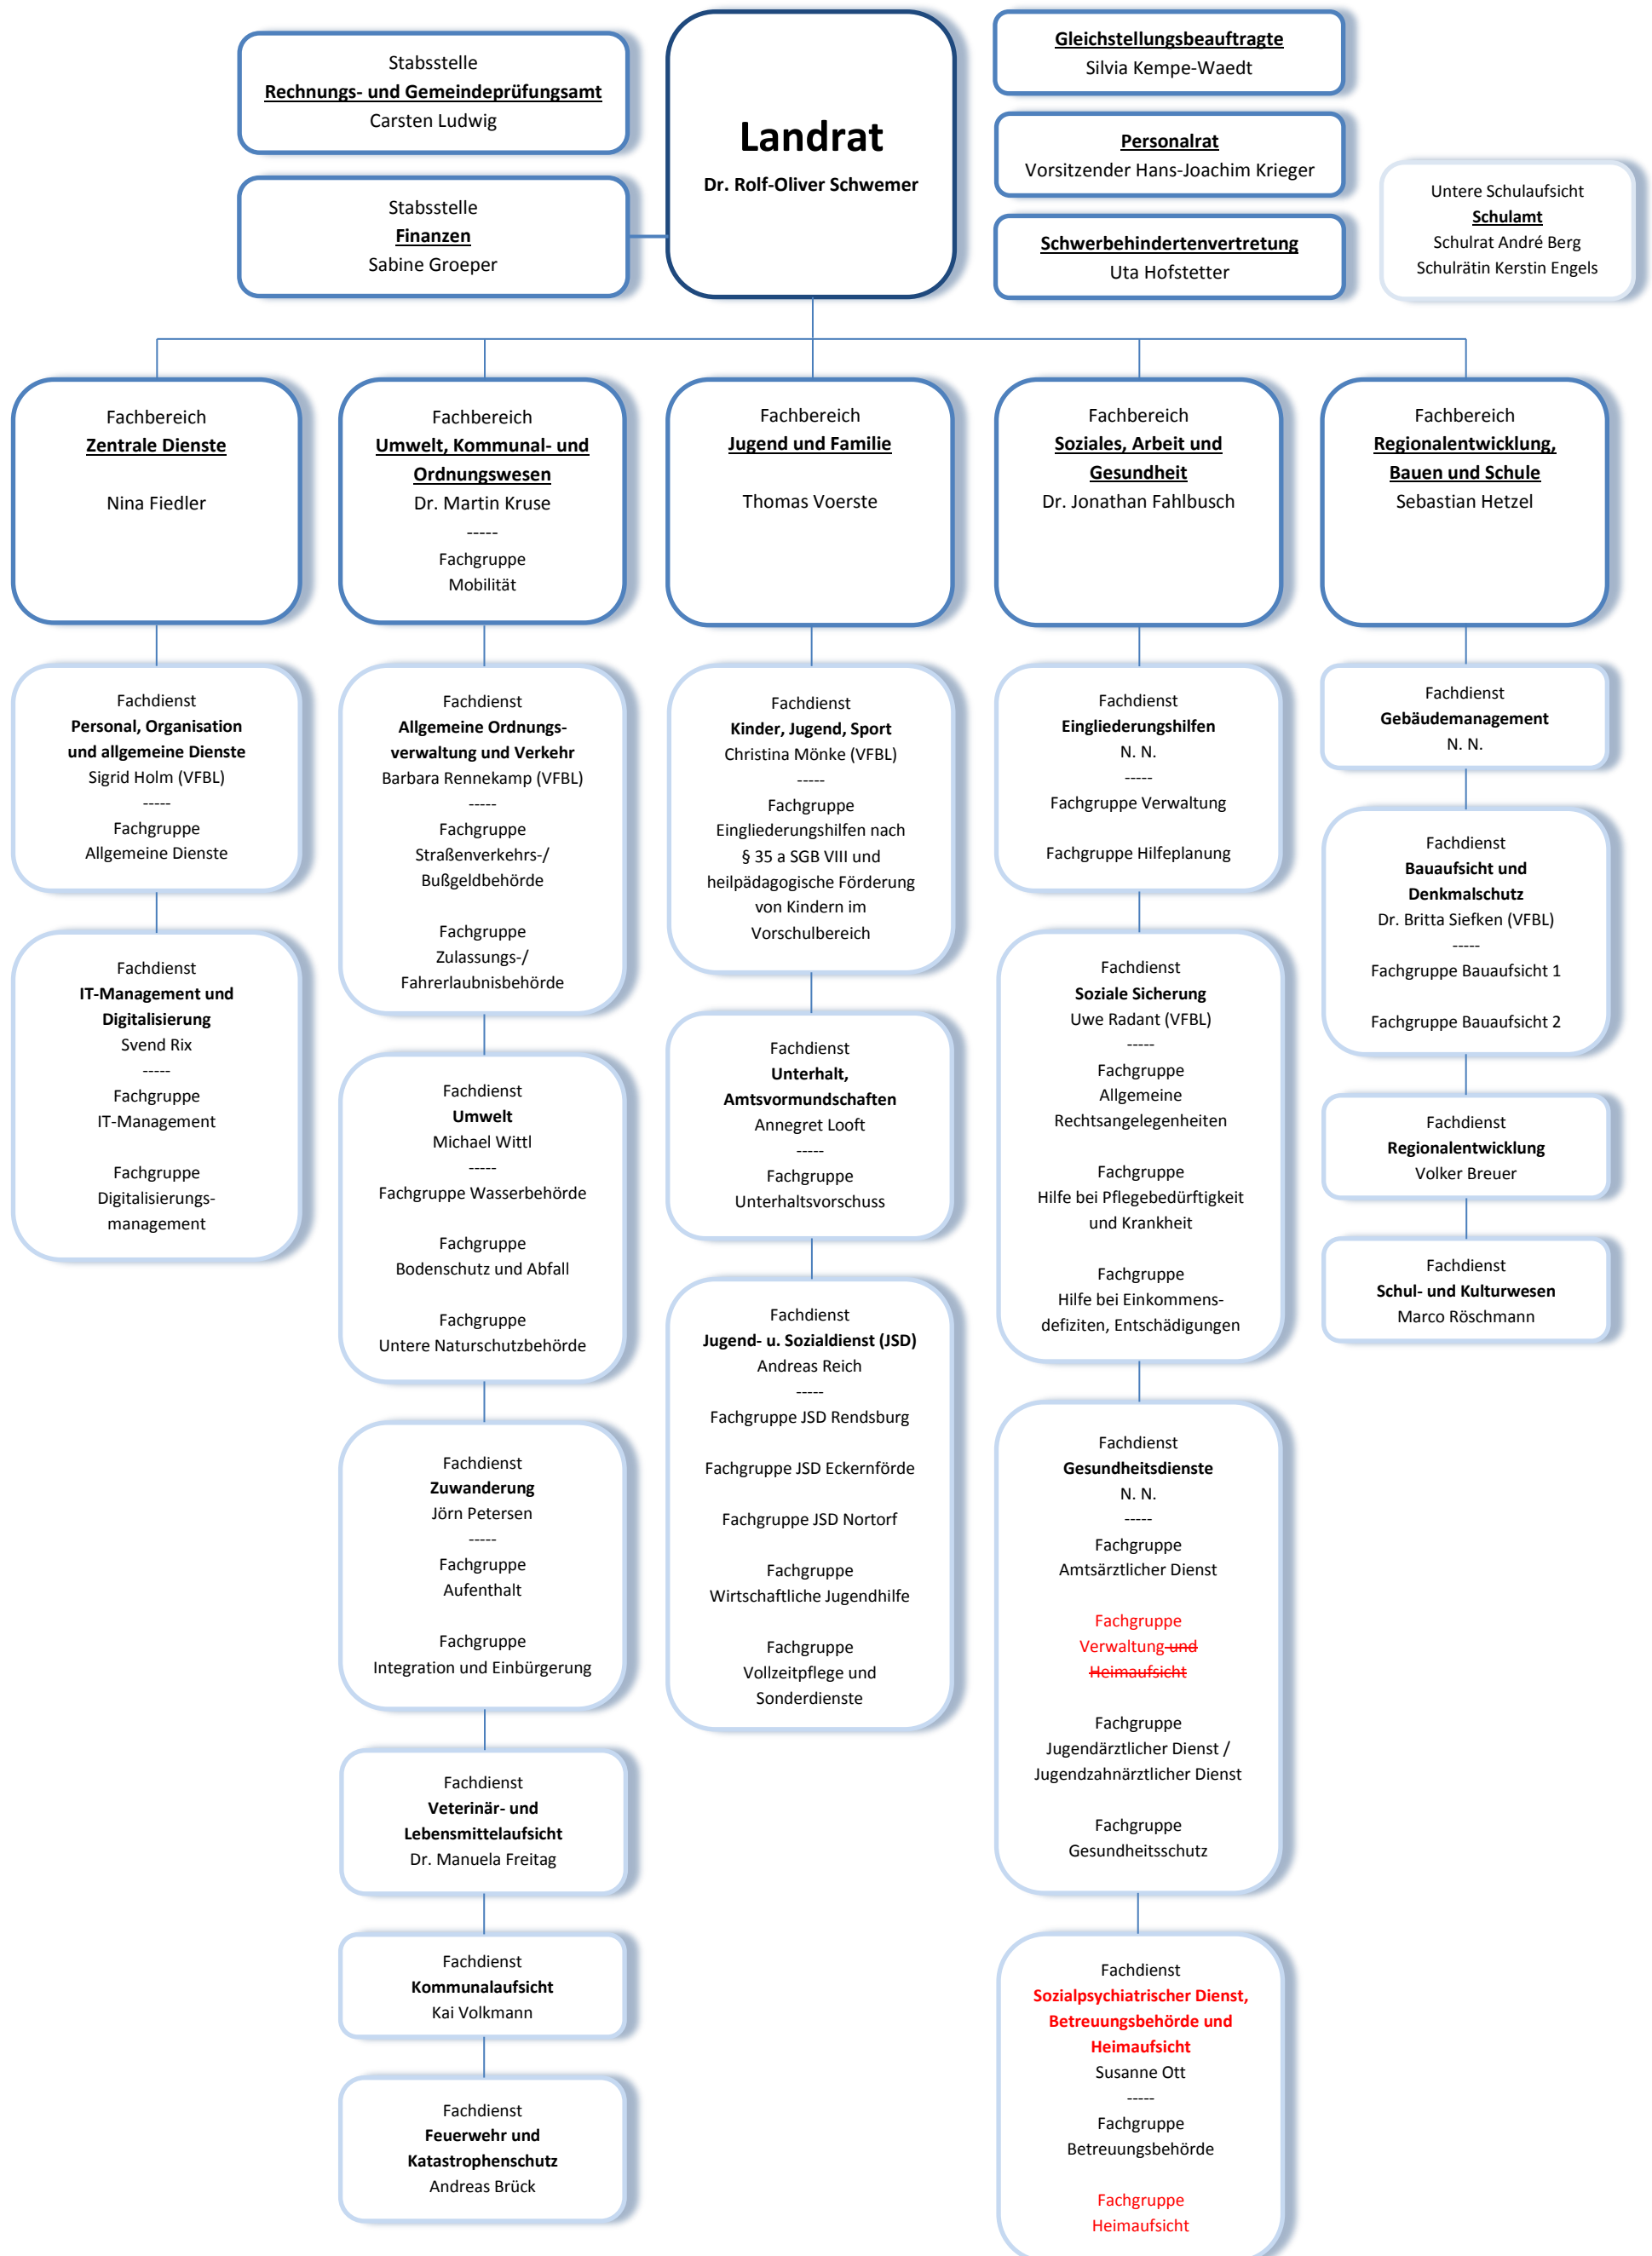 Stabsstelle
Rechnungs- und Gemeindeprüfungsamt
Carsten Ludwig
Stabsstelle
Finanzen
Sabine Groeper
Landrat
Dr. Rolf-Oliver Schwemer
Gleichstellungsbeauftragte
Silvia Kempe-Waedt
Personalrat
Vorsitzender Hans-Joachim Krieger
Schwerbehindertenvertretung
Uta Hofstetter
Untere Schulaufsicht
Schulamt
Schulrat André Berg
Schulrätin Kerstin Engels
Fachbereich
Zentrale Dienste
Nina Fiedler
Fachdienst
Personal, Organisation
und allgemeine Dienste
Sigrid Holm (VFBL)
-----
Fachgruppe
Allgemeine Dienste
Fachdienst
IT-Management und
Digitalisierung
Svend Rix
-----
Fachgruppe
IT-Management
Fachgruppe
Digitalisierungs-
management
Fachbereich
Umwelt, Kommunal- und
Ordnungswesen
Dr. Martin Kruse
-----
Fachgruppe
Mobilität
Fachdienst
Allgemeine Ordnungs-
verwaltung und Verkehr
Barbara Rennekamp (VFBL)
-----
Fachgruppe
Straßenverkehrs-/
Bußgeldbehörde
Fachgruppe
Zulassungs-/
Fahrerlaubnisbehörde
Fachdienst
Umwelt
Michael Wittl
-----
Fachgruppe Wasserbehörde
Fachgruppe
Bodenschutz und Abfall
Fachgruppe
Untere Naturschutzbehörde
Fachdienst
Zuwanderung
Jörn Petersen
-----
Fachgruppe
Aufenthalt
Fachgruppe
Integration und Einbürgerung
Fachdienst
Veterinär- und
Lebensmittelaufsicht
Dr. Manuela Freitag
Fachdienst
Kommunalaufsicht
Kai Volkmann
Fachdienst
Feuerwehr und
Katastrophenschutz
Andreas Brück
Fachbereich
Jugend und Familie
Thomas Voerste
Fachdienst
Kinder, Jugend, Sport
Christina Mönke (VFBL)
-----
Fachgruppe
Eingliederungshilfen nach
§ 35 a SGB VIII und
heilpädagogische Förderung
von Kindern im
Vorschulbereich
Fachdienst
Unterhalt,
Amtsvormundschaften
Annegret Looft
-----
Fachgruppe
Unterhaltsvorschuss
Fachdienst
Jugend- u. Sozialdienst (JSD)
Andreas Reich
-----
Fachgruppe JSD Rendsburg
Fachgruppe JSD Eckernförde
Fachgruppe JSD Nortorf
Fachgruppe
Wirtschaftliche Jugendhilfe
Fachgruppe
Vollzeitpflege und
Sonderdienste
Fachbereich
Soziales, Arbeit und
Gesundheit
Dr. Jonathan Fahlbusch
Fachdienst
Eingliederungshilfen
N. N.
-----
Fachgruppe Verwaltung
Fachgruppe Hilfeplanung
Fachdienst
Soziale Sicherung
Uwe Radant (VFBL)
-----
Fachgruppe
Allgemeine
Rechtsangelegenheiten
Fachgruppe
Hilfe bei Pflegebedürftigkeit
und Krankheit
Fachgruppe
Hilfe bei Einkommens-
defiziten, Entschädigungen
Fachdienst
Gesundheitsdienste
N. N.
-----
Fachgruppe
Amtsärztlicher Dienst
Fachgruppe
Verwaltung und
Heimaufsicht
Fachgruppe
Jugendärztlicher Dienst /
Jugendzahnärztlicher Dienst
Fachgruppe
Gesundheitsschutz
Fachdienst
Sozialpsychiatrischer Dienst,
Betreuungsbehörde und
Heimaufsicht
Susanne Ott
-----
Fachgruppe
Betreuungsbehörde
Fachgruppe
Heimaufsicht
Fachbereich
Regionalentwicklung,
Bauen und Schule
Sebastian Hetzel
Fachdienst
Gebäudemanagement
N. N.
Fachdienst
Bauaufsicht und
Denkmalschutz
Dr. Britta Siefken (VFBL)
-----
Fachgruppe Bauaufsicht 1
Fachgruppe Bauaufsicht 2
Fachdienst
Regionalentwicklung
Volker Breuer
Fachdienst
Schul- und Kulturwesen
Marco Röschmann